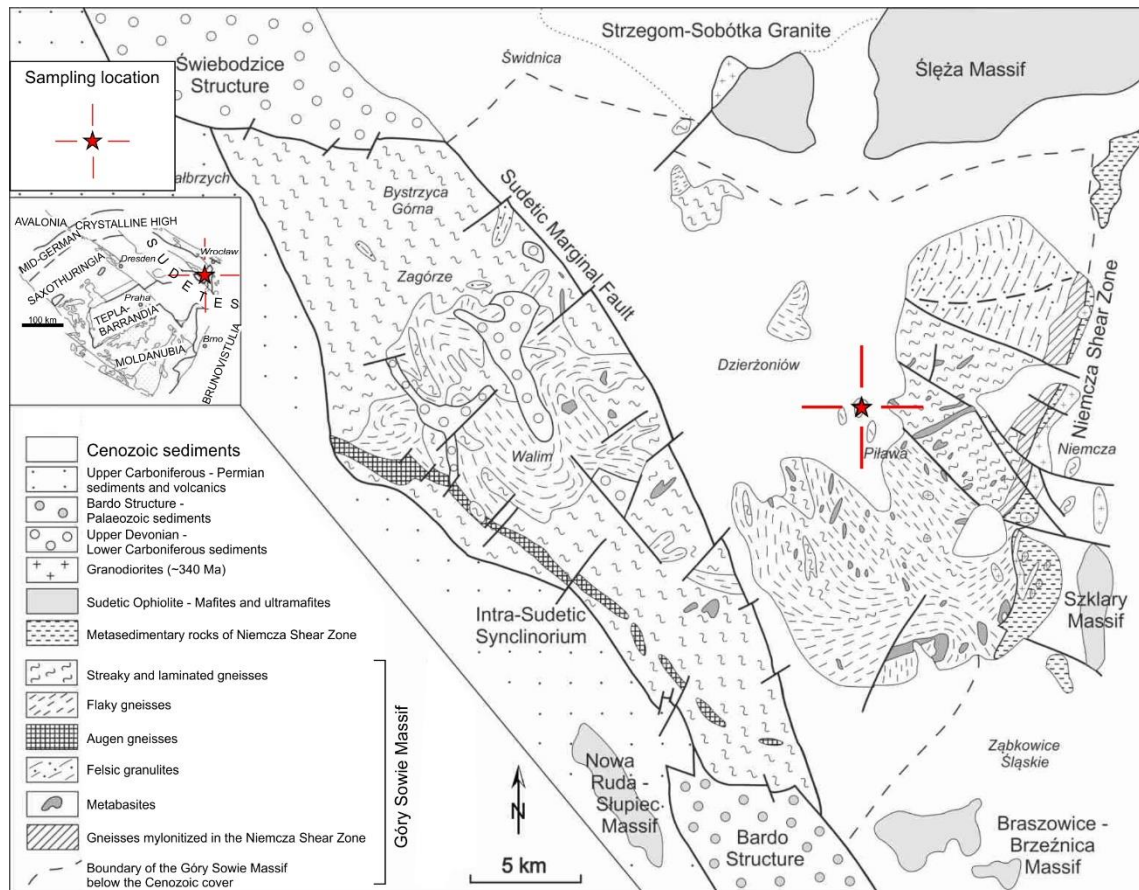 Strzegom-Sobótka Granite
Świebodzice
Structure
Świdnica
Ślęża Massif
Sampling location
ałbrzych
Bystrzyca
Górna
Sudetic Marginal Fault
Zagórze
Dzierżoniów
Niemcza Shear Zone
Niemcza
Piława
Walim
AVALONIA
CRYSTALLINE HIGH
MID-GERMAN
SUDETES
Wrocław
Dresden
SAXOTHURINGIA
Praha
TEPLA-
BARRANDIA
100 km
MOLDANUBIA
Brno
BRUNOVISTULIA
Szklary
Massif
Intra-Sudetic
Synclinorium
Ząbkowice
Śląskie
Nowa
Ruda -
Słupiec
Massif
Bardo
Structure
Braszowice -
Brzeźnica
Massif
N
5 km
Cenozoic sediments
Upper Carboniferous - Permian
sediments and volcanics
Bardo Structure -
Palaeozoic sediments
Upper Devonian -
Lower Carboniferous sediments
Granodiorites (~340 Ma)
Sudetic Ophiolite - Mafites and ultramafites
Metasedimentary rocks of Niemcza Shear Zone
Streaky and laminated gneisses
Flaky gneisses
Augen gneisses
Felsic granulites
Metabasites
Gneisses mylonitized in the Niemcza Shear Zone
Boundary of the Góry Sowie Massif
below the Cenozoic cover
Góry Sowie Massif